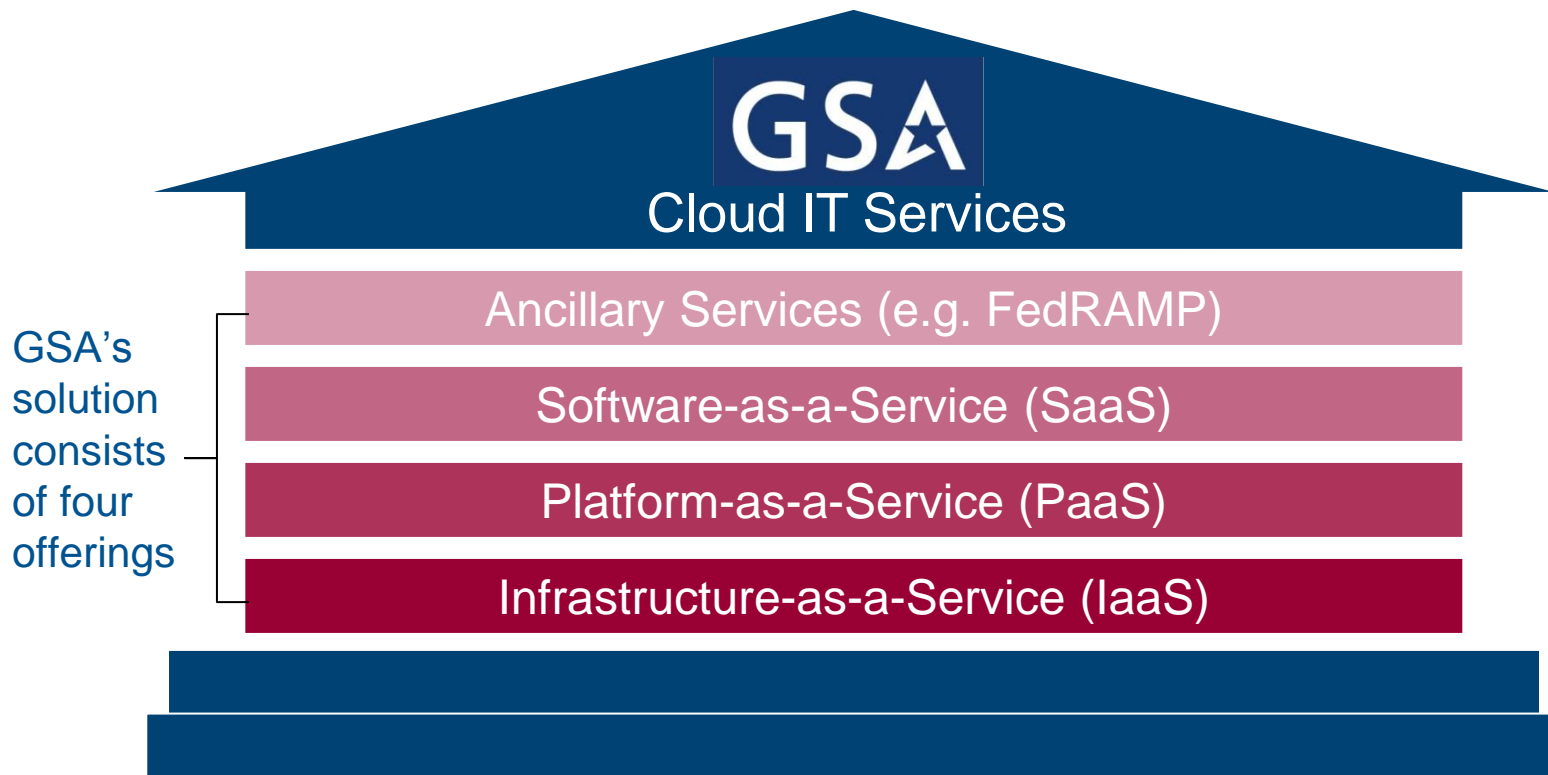 GSA
Cloud IT Services
Ancillary Services (e.g. FedRAMP)
GSA’s
solution
consists
of four
offerings
Software-as-a-Service (SaaS)
Platform-as-a-Service (PaaS)
Infrastructure-as-a-Service (IaaS)